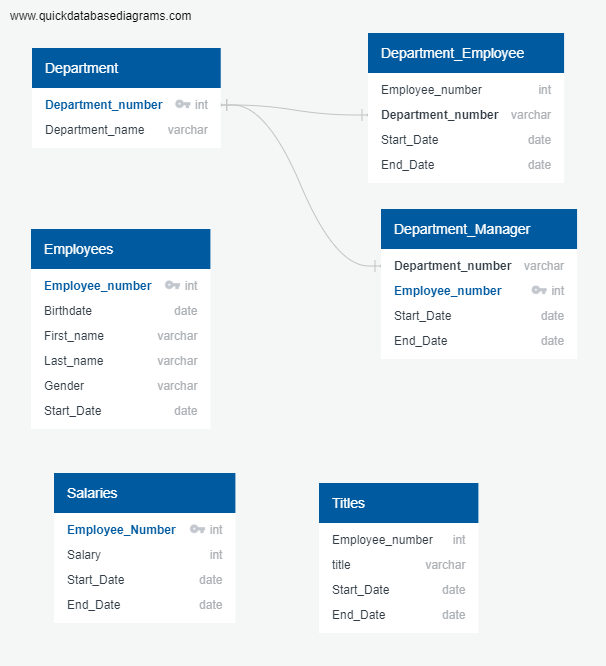 www.quickdatabasediagrams.com
Department
Department_number int
Department_name varchar
Department_Employee
Employee_number int
Department_number varchar
Start_Date date
End_Date date
Department_Manager
Department_number varchar
Employee_number int
Start_Date date
End_Date date
Employees
Employee_number int
Birthdate date
First_name varchar
Last_name varchar
Gender varchar
Start_Date date
Salaries
Employee_Number int
Salary int
Start_Date date
End_Date date
Titles
Employee_number int
title varchar
Start_Date date
End_Date date